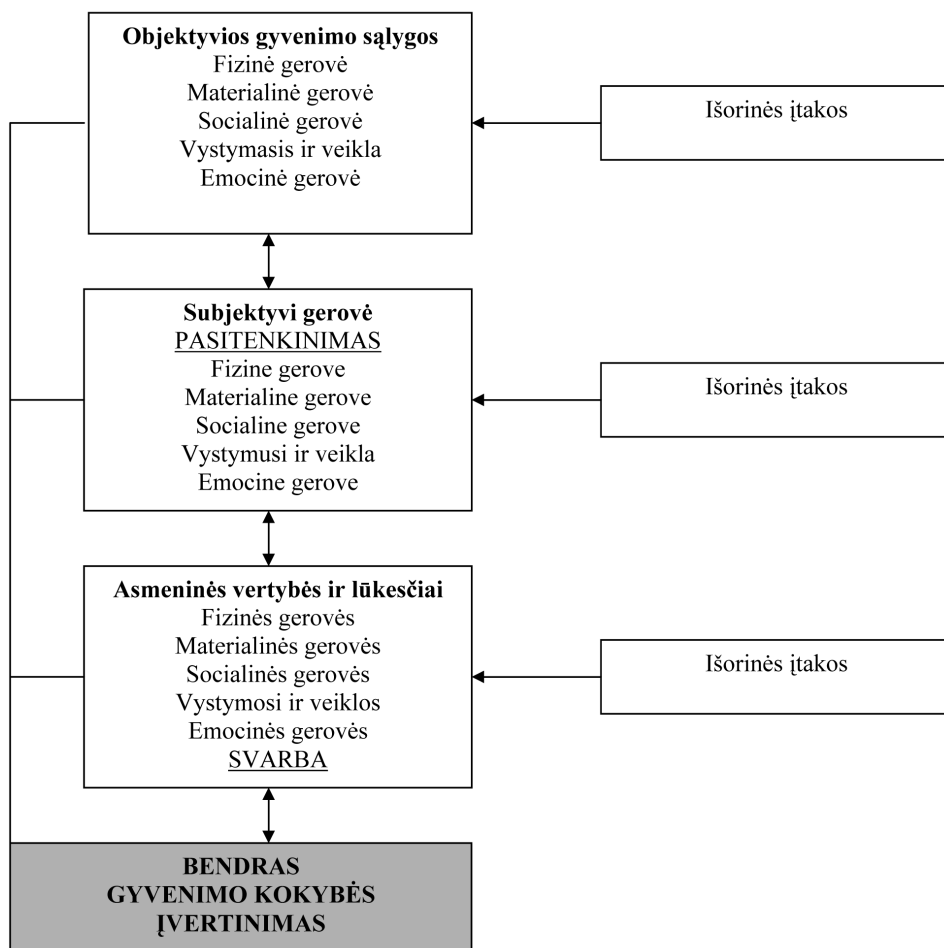 Objektyvios gyvenimo sąlygos
Fizinė gerovė
Materialinė gerovė
Socialinė gerovė
Vystymasis ir veikla
Emocinė gerovė
Išorinės įtakos
Subjektyvi gerovė
PASITENKINIMAS
Fizine gerove
Materialine gerove
Socialine gerove
Vystymusi ir veikla
Emocine gerove
Išorinės įtakos
Asmeninės vertybės ir lūkesčiai
Fizinės gerovės
Materialinės gerovės
Socialinės gerovės
Vystymosi ir veiklos
Emocinės gerovės
SVARBA
Išorinės įtakos
BENDRAS
GYVENIMO KOKYBĖS
ĮVERTINIMAS